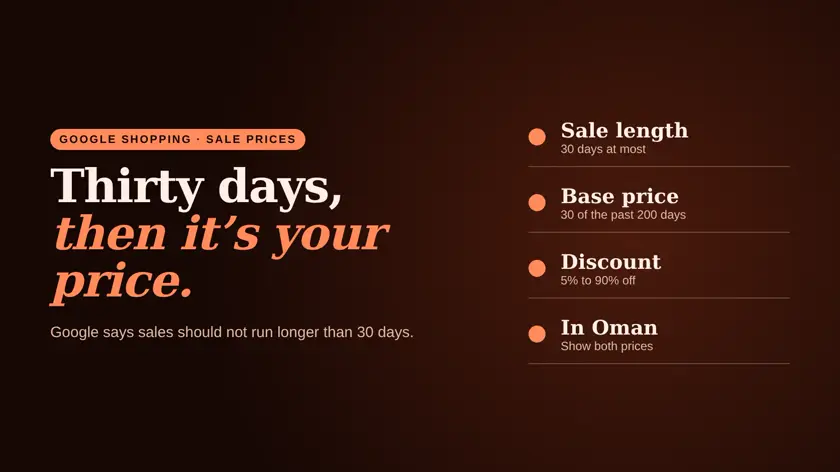 GOOGLE SHOPPING · SALE PRICES
Thirty days,
then it’s your
price.
Google says sales should not run longer than 30 days.
Sale length
30 days at most
Base price
30 of the past 200 days
Discount
5% to 90% off
In Oman
Show both prices